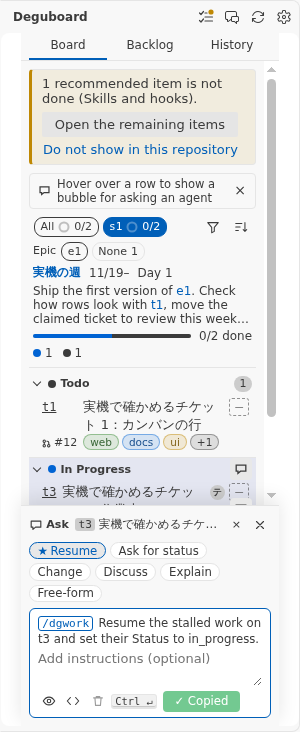 Deguboard
Board Backlog History
1 recommended item is not
done (Skills and hooks).
Open the remaining items
Do not show in this repository
Hover over a row to show a
bubble for asking an agent
All 0/2 s1 0/2
Epic e1 None 1
実機の週 11/19– Day 1
Ship the first version of e1. Check
how rows look with t1, move the
claimed ticket to review this week…
0/2 done
1 1
Todo 1
t1 実機で確かめるチケッ
ト 1：カンバンの行
#12 web docs ui +1
In Progress
t3 実機で確かめるチケッ テ
Ask t3 実機で確かめるチケ…
★ Resume Ask for status
Change Discuss Explain
Free-form
/dgwork Resume the stalled work on
t3 and set their Status to in_progress.
Add instructions (optional)
Ctrl ↵ ✓ Copied